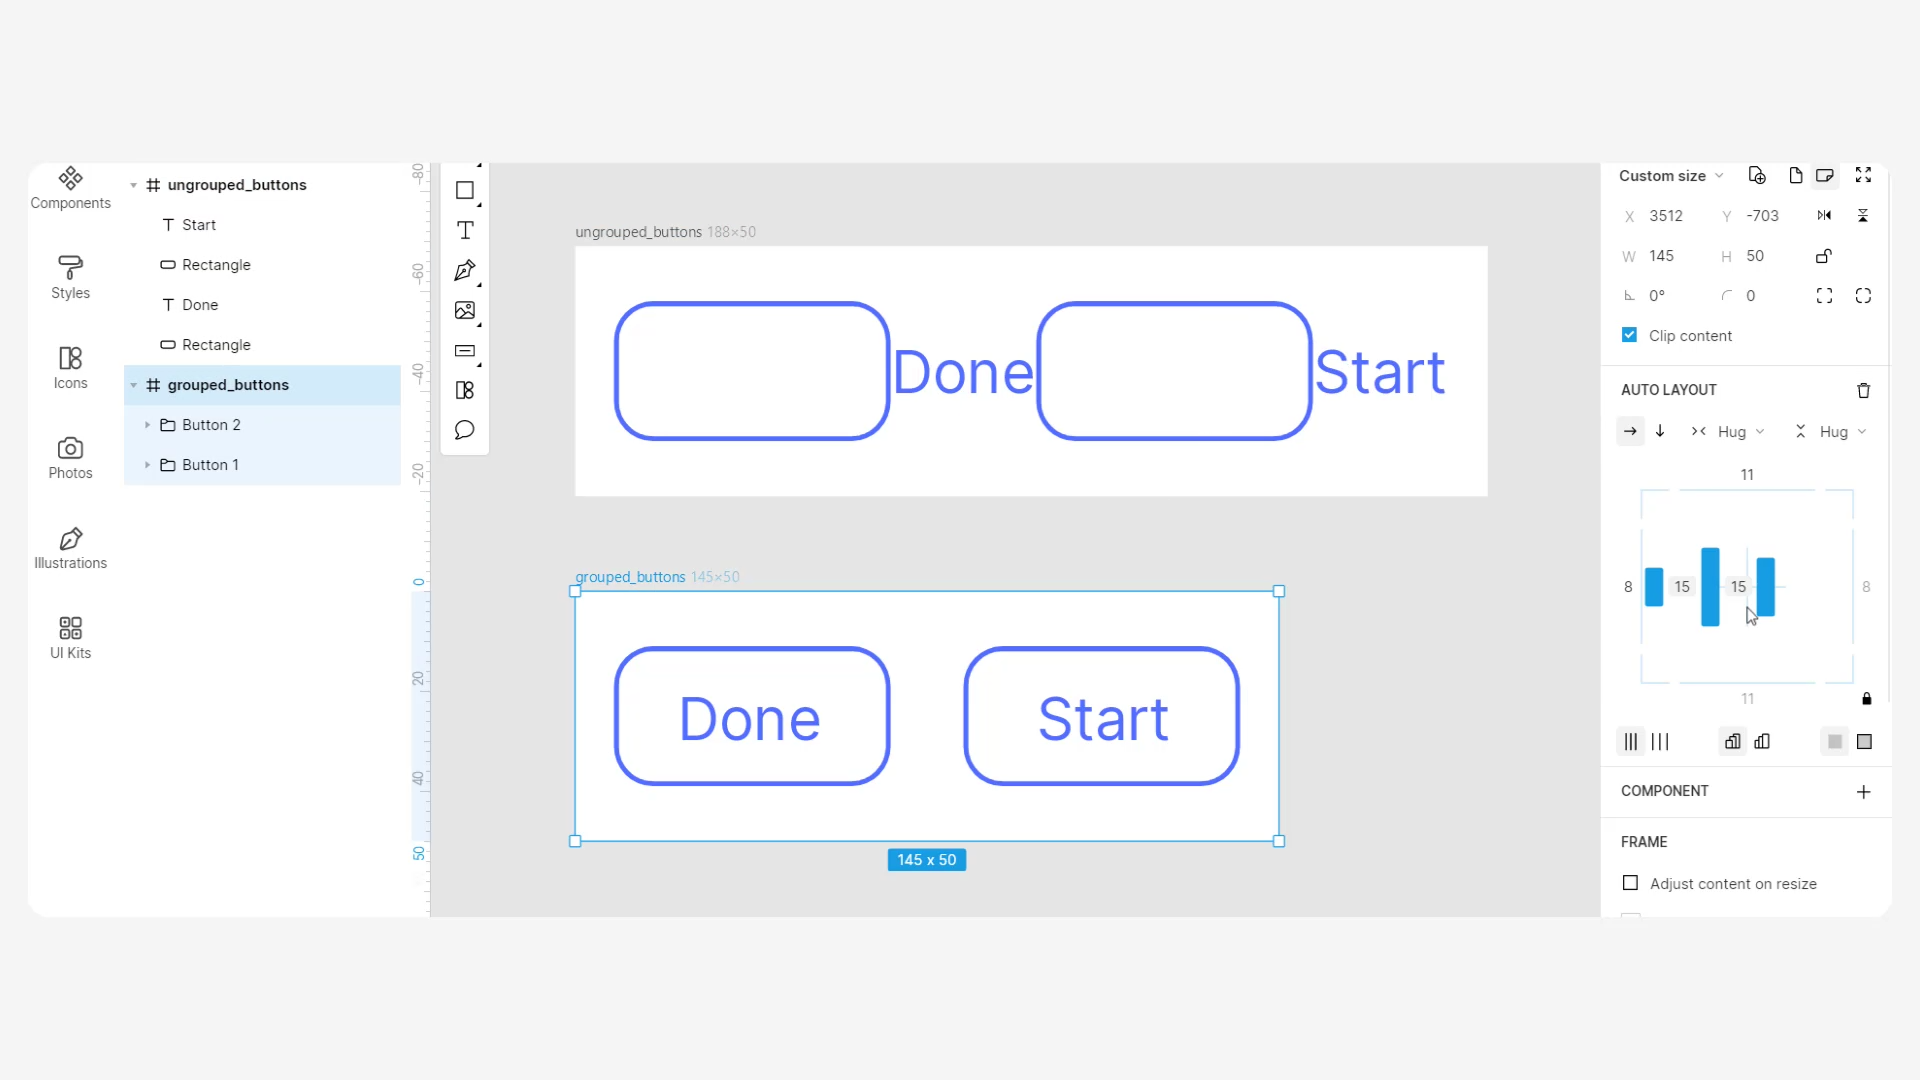 Components
Styles
Icons
Photos
Illustrations
UI Kits
ungrouped_buttons
Start
Rectangle
Done
Rectangle
grouped_buttons
Button 2
Button 1
-80
-60
-40
-20
0
20
40
50
ungrouped_buttons 188×50
Done
Start
grouped_buttons 145×50
Done
Start
145 x 50
Custom size
X 3512 Y -703
W 145 H 50
0° 0
Clip content
AUTO LAYOUT
Hug Hug
11
8 15 15 8
11
COMPONENT
FRAME
Adjust content on resize